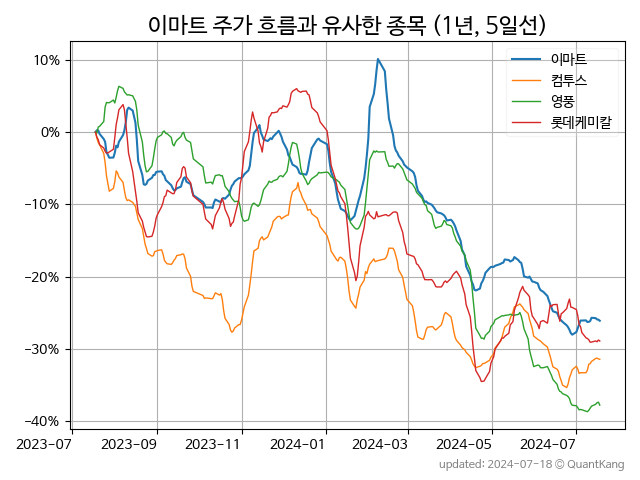 이마트 주가 흐름과 유사한 종목 (1년, 5일선)
이마트
컴투스
영풍
롯데케미칼
10%
0%
−10%
−20%
−30%
−40%
2023-07
2023-09
2023-11
2024-01
2024-03
2024-05
2024-07
updated: 2024-07-18 © QuantKang